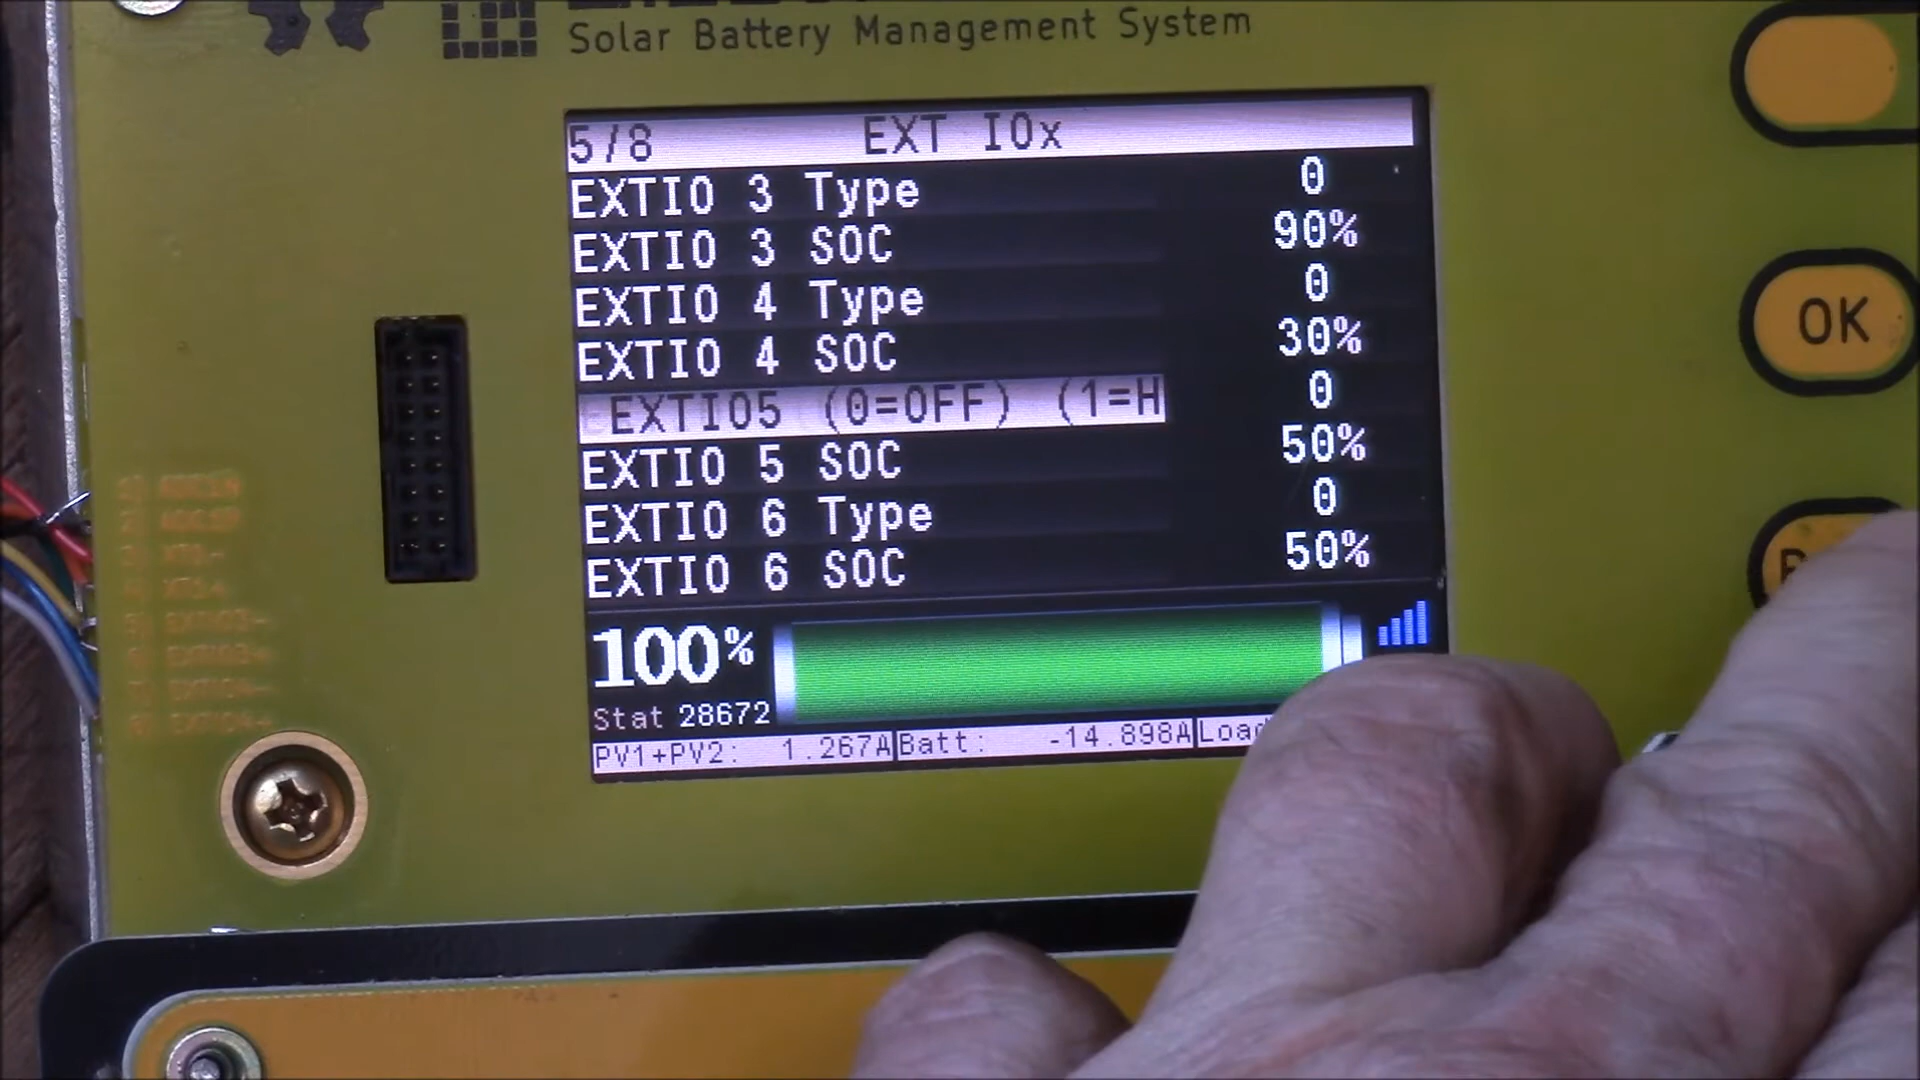 Solar Battery Management System
5/8 EXT IOx
EXTIO 3 Type 0
EXTIO 3 SOC 90%
EXTIO 4 Type 0
EXTIO 4 SOC 30%
EXTIO5 (0=OFF) (1=H 0
EXTIO 5 SOC 50%
EXTIO 6 Type 0
EXTIO 6 SOC 50%
100%
Stat 28672
PV1+PV2: 1.267A Batt: -14.898A
OK